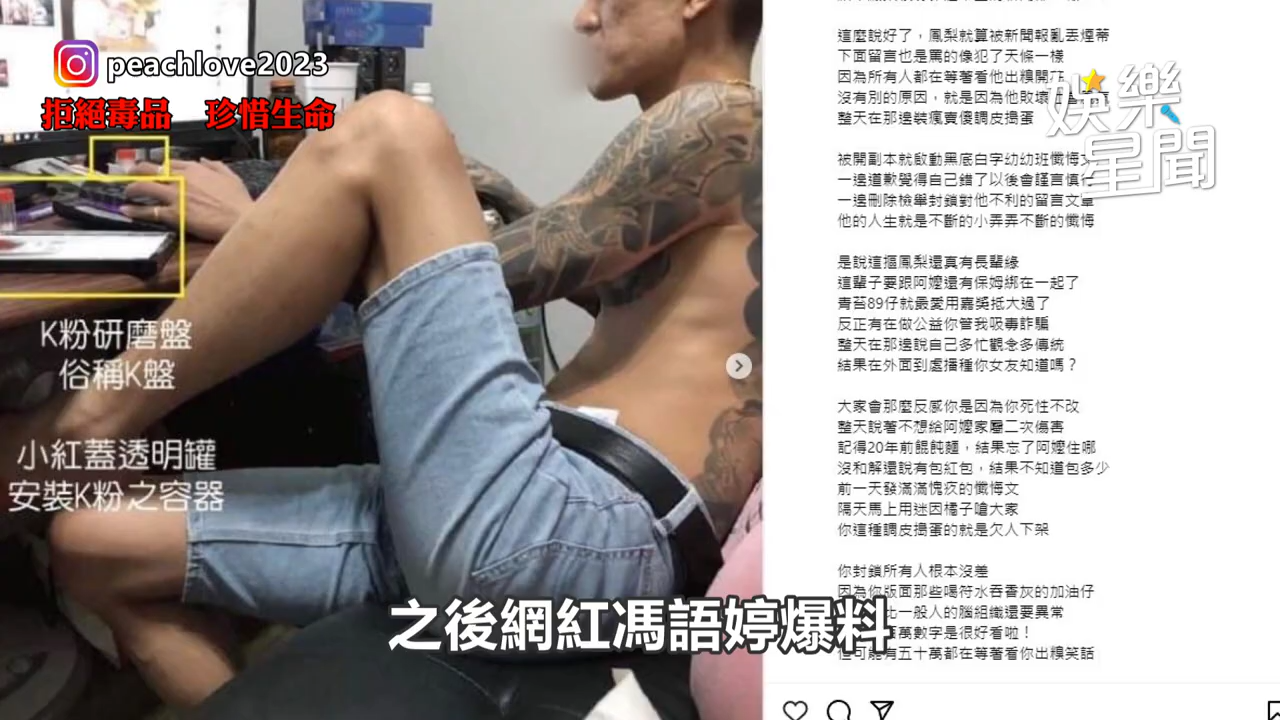 peachlove2023
拒絕毒品　珍惜生命
K粉研磨盤
俗稱K盤
小紅蓋透明罐
安裝K粉之容器
娛樂
星聞
這麼說好了，鳳梨就算被新聞報亂丟煙蒂
下面留言也是罵的像犯了天條一樣
因為所有人都在等著看他出糗開
沒有別的原因，就是因為他敗壞
整天在那邊裝瘋賣傻調皮搗蛋
被開副本就啟動黑底白字幼幼班懺悔文
一邊道歉覺得自己錯了以後會謹言慎行
一邊刪除檢舉封鎖對他不利的留言文章
他的人生就是不斷的小弄弄不斷的懺悔
是說這摳鳳梨還真有長輩緣
這輩子要跟阿嬤還有保姆綁在一起了
青苔89仔就最愛用嘉獎抵大過了
反正有在做公益你管我吸毒詐騙
整天在那邊說自己多忙觀念多傳統
結果在外面到處播種你女友知道嗎？
大家會那麼反感你是因為你死性不改
整天說著不想給阿嬤家屬二次傷害
記得20年前餛飩麵，結果忘了阿嬤住哪
沒和解還說有包紅包，結果不知道包多少
前一天發滿滿愧疚的懺悔文
隔天馬上用迷因橘子嗆大家
你這種調皮搗蛋的就是欠人下架
你封鎖所有人根本沒差
因為你版面那些喝符水吞香灰的加油仔
比一般人的腦組織還要異常
萬數字是很好看啦！
但可能有五十萬都在等著看你出糗笑話
之後網紅馮語婷爆料